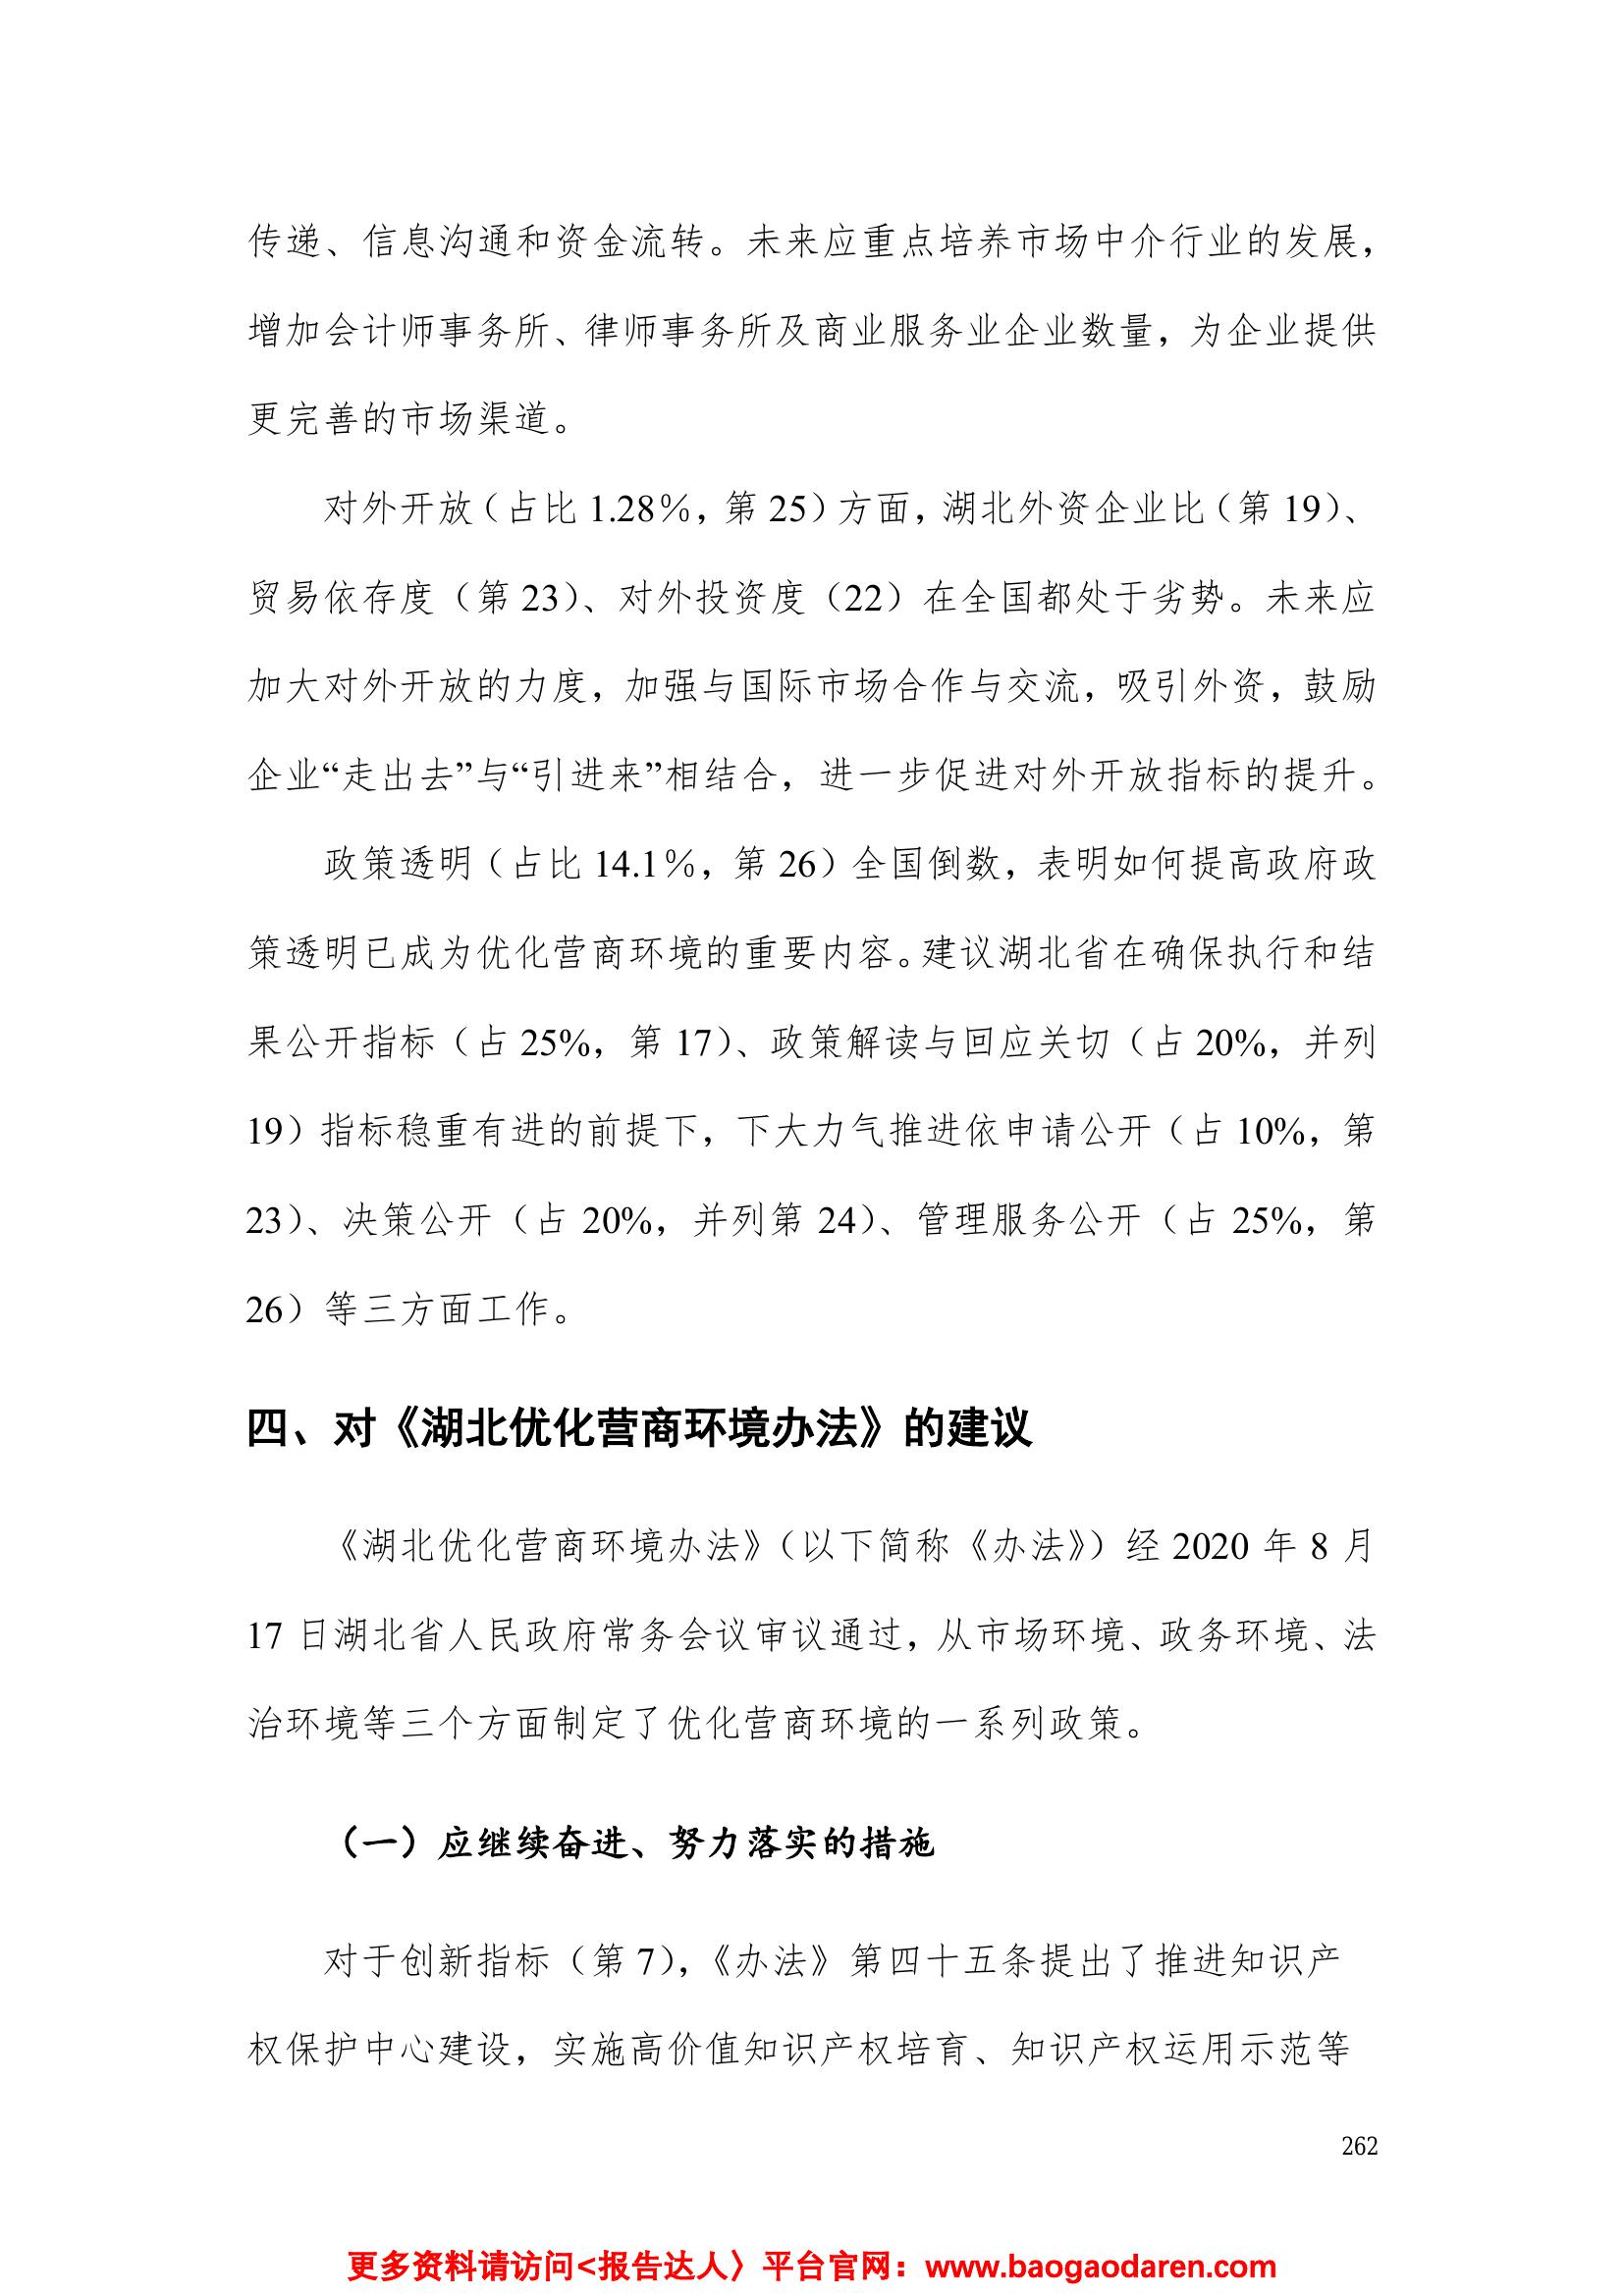 传递、信息沟通和资金流转。未来应重点培养市场中介行业的发展，
增加会计师事务所、律师事务所及商业服务业企业数量，为企业提供
更完善的市场渠道。
对外开放（占比 1.28%，第 25）方面，湖北外资企业比（第 19）、
贸易依存度（第 23）、对外投资度（22）在全国都处于劣势。未来应
加大对外开放的力度，加强与国际市场合作与交流，吸引外资，鼓励
企业“走出去”与“引进来”相结合，进一步促进对外开放指标的提升。
政策透明（占比 14.1%，第 26）全国倒数，表明如何提高政府政
策透明已成为优化营商环境的重要内容。建议湖北省在确保执行和结
果公开指标（占 25%，第 17）、政策解读与回应关切（占 20%，并列
19）指标稳重有进的前提下，下大力气推进依申请公开（占 10%，第
23）、决策公开（占 20%，并列第 24）、管理服务公开（占 25%，第
26）等三方面工作。
四、对《湖北优化营商环境办法》的建议
《湖北优化营商环境办法》（以下简称《办法》）经 2020 年 8 月
17 日湖北省人民政府常务会议审议通过，从市场环境、政务环境、法
治环境等三个方面制定了优化营商环境的一系列政策。
（一）应继续奋进、努力落实的措施
对于创新指标（第 7），《办法》第四十五条提出了推进知识产
权保护中心建设，实施高价值知识产权培育、知识产权运用示范等
262
更多资料请访问<报告达人〉平台官网：www.baogaodaren.com